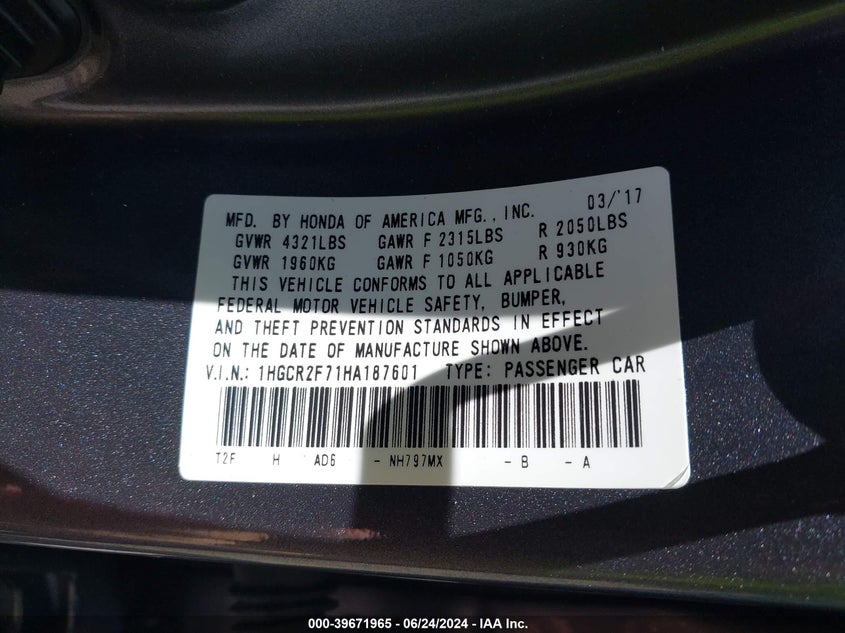 03/'17
MFD. BY HONDA OF AMERICA MFG., INC.
GVWR 4321LBS GAWR F 2315LBS R 2050LBS
GVWR 1960KG GAWR F 1050KG R 930KG
THIS VEHICLE CONFORMS TO ALL APPLICABLE
FEDERAL MOTOR VEHICLE SAFETY, BUMPER,
AND THEFT PREVENTION STANDARDS IN EFFECT
ON THE DATE OF MANUFACTURE SHOWN ABOVE.
V.I.N.: 1HGCR2F71HA187601 TYPE: PASSENGER CAR
T2F H AD6 - NH797MX - B - A
000-39671965 - 06/24/2024 - IAA Inc.